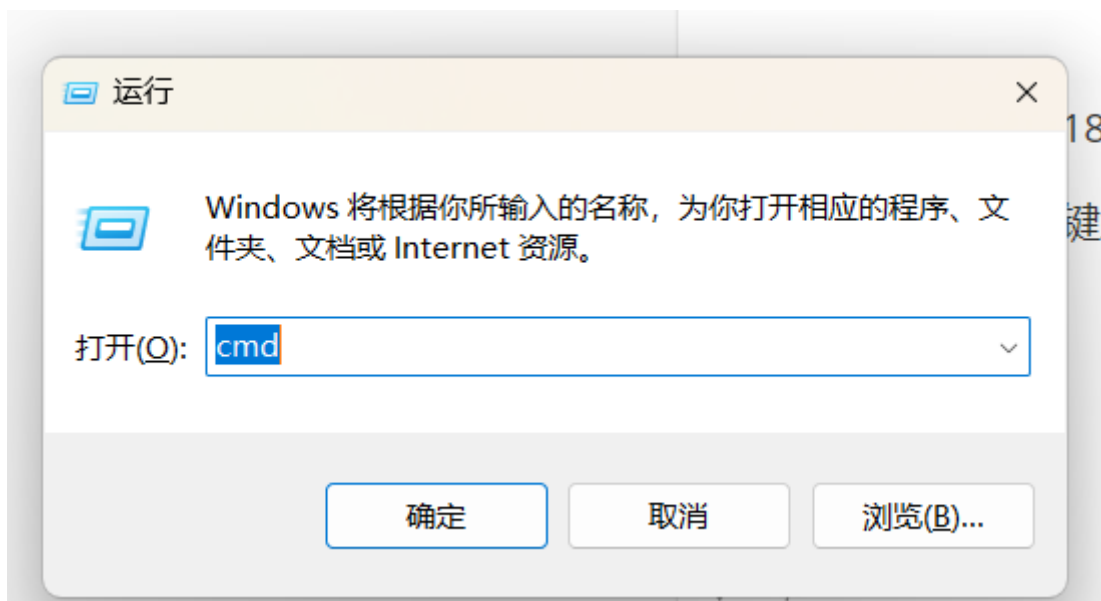 运行
18
Windows 将根据你所输入的名称，为你打开相应的程序、文
键
件夹、文档或 Internet 资源。
打开(O): cmd
确定 取消 浏览(B)...